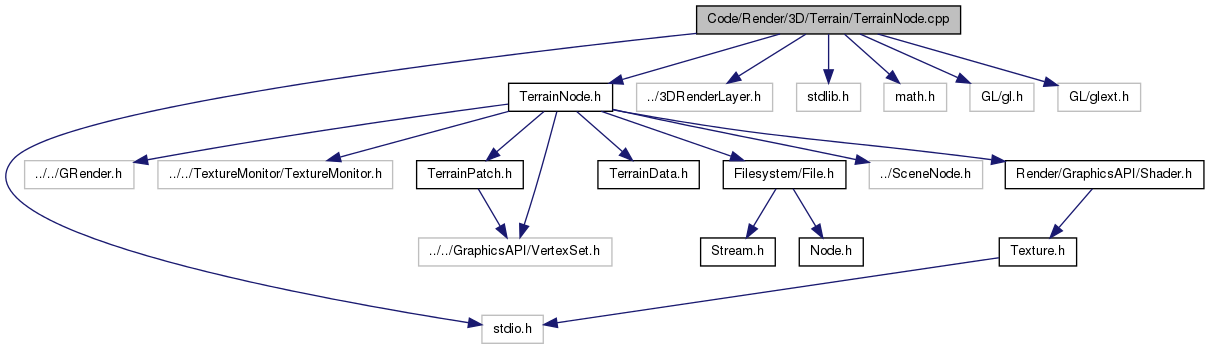 Code/Render/3D/Terrain/TerrainNode.cpp
TerrainNode.h
../3DRenderLayer.h
stdlib.h
math.h
GL/gl.h
GL/glext.h
../../GRender.h
../../TextureMonitor/TextureMonitor.h
TerrainPatch.h
TerrainData.h
Filesystem/File.h
../SceneNode.h
Render/GraphicsAPI/Shader.h
../../GraphicsAPI/VertexSet.h
Stream.h
Node.h
Texture.h
stdio.h